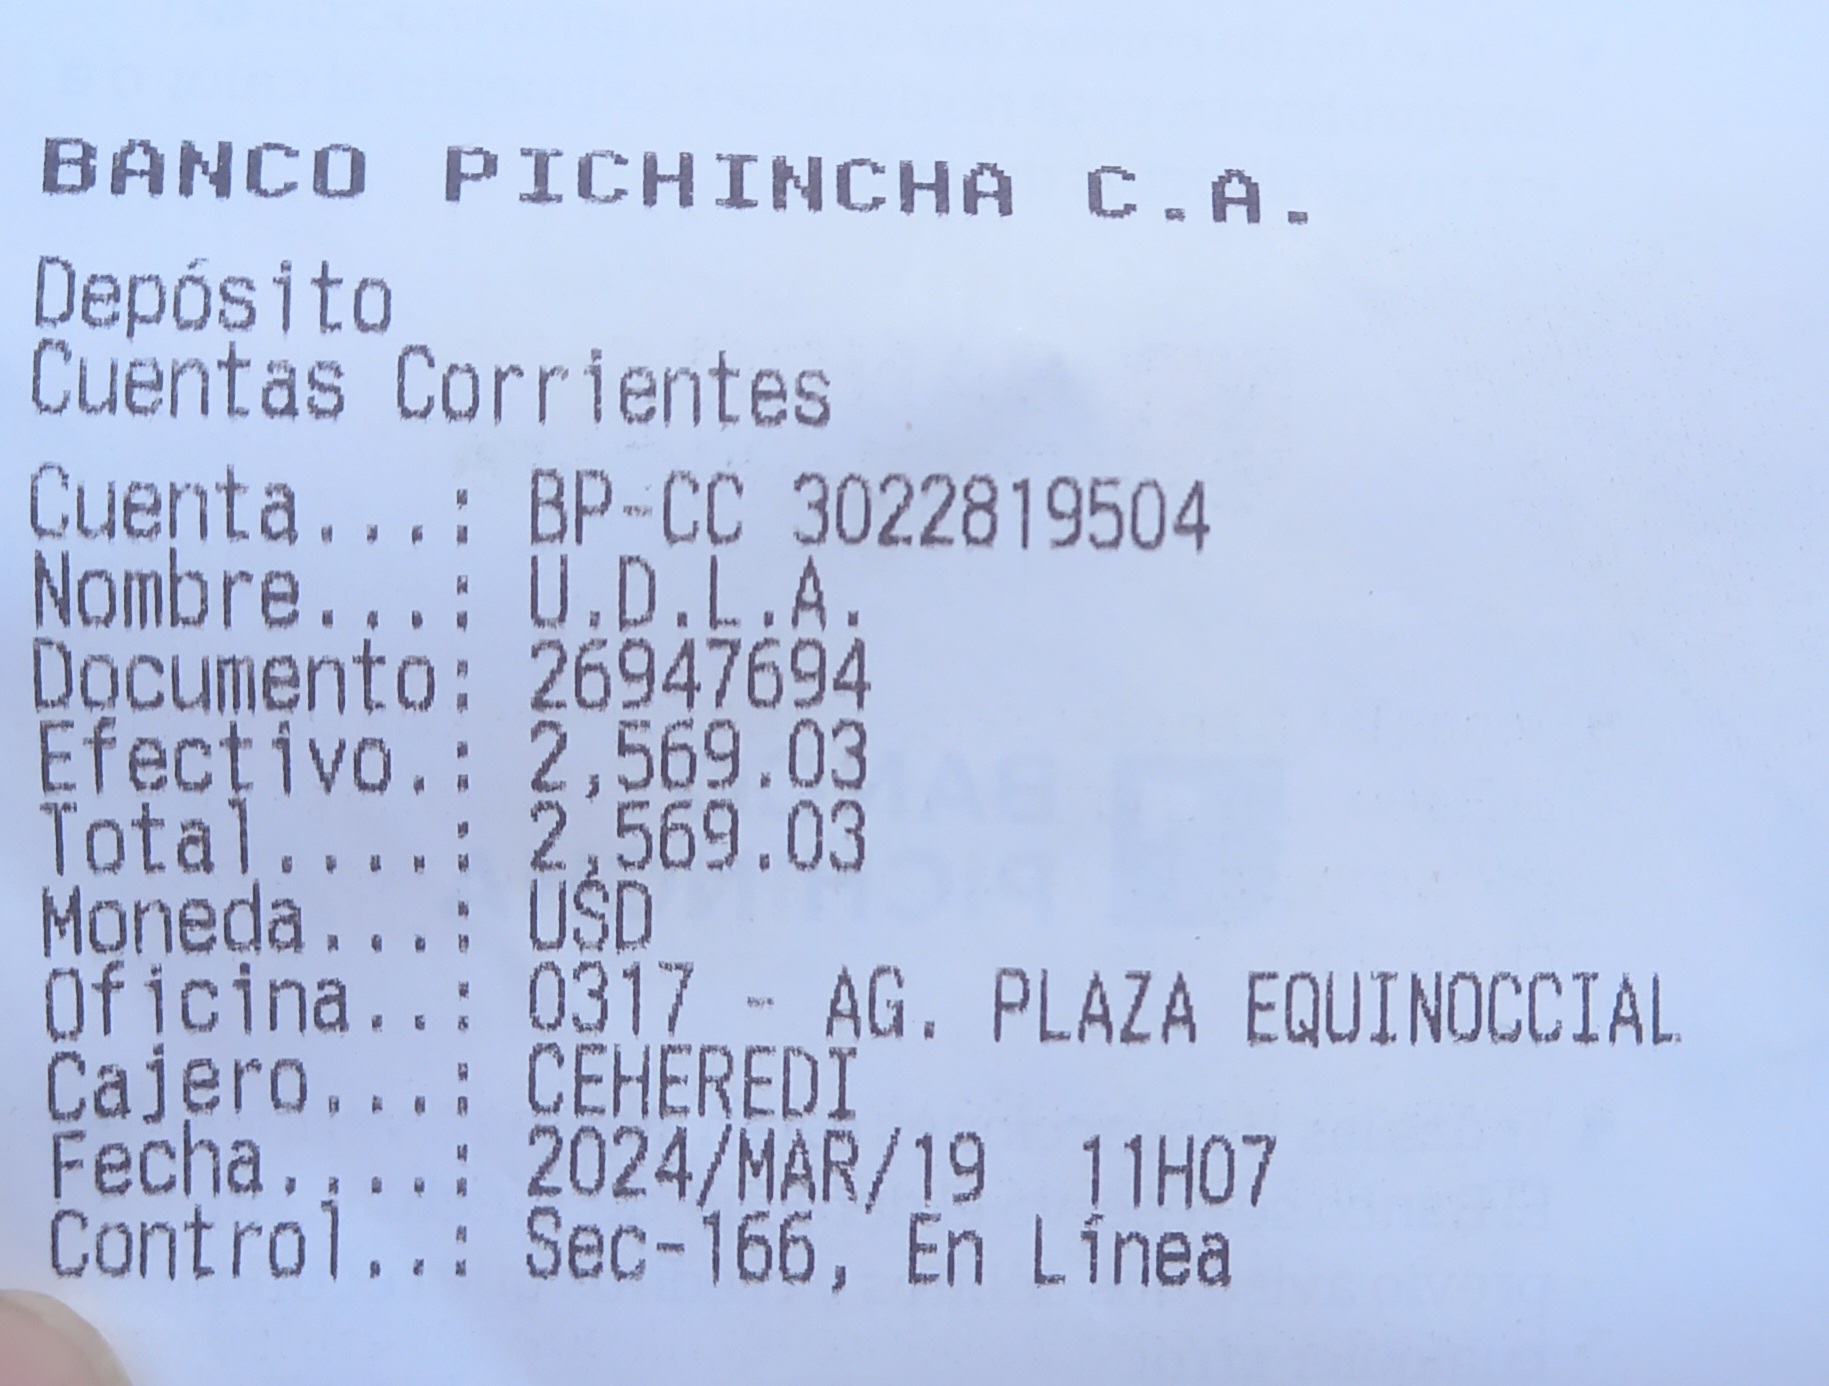 BANCO PICHINCHA C.A.
Depósito
Cuentas Corrientes
Cuenta...: BP-CC 3022819504
Nombre...: U.D.L.A.
Documento: 26947694
Efectivo.: 2,569.03
Total....: 2,569.03
Moneda...: USD
Oficina..: 0317 - AG. PLAZA EQUINOCCIAL
Cajero...: CEHEREDI
Fecha....: 2024/MAR/19 11H07
Control..: Sec-166, En Línea